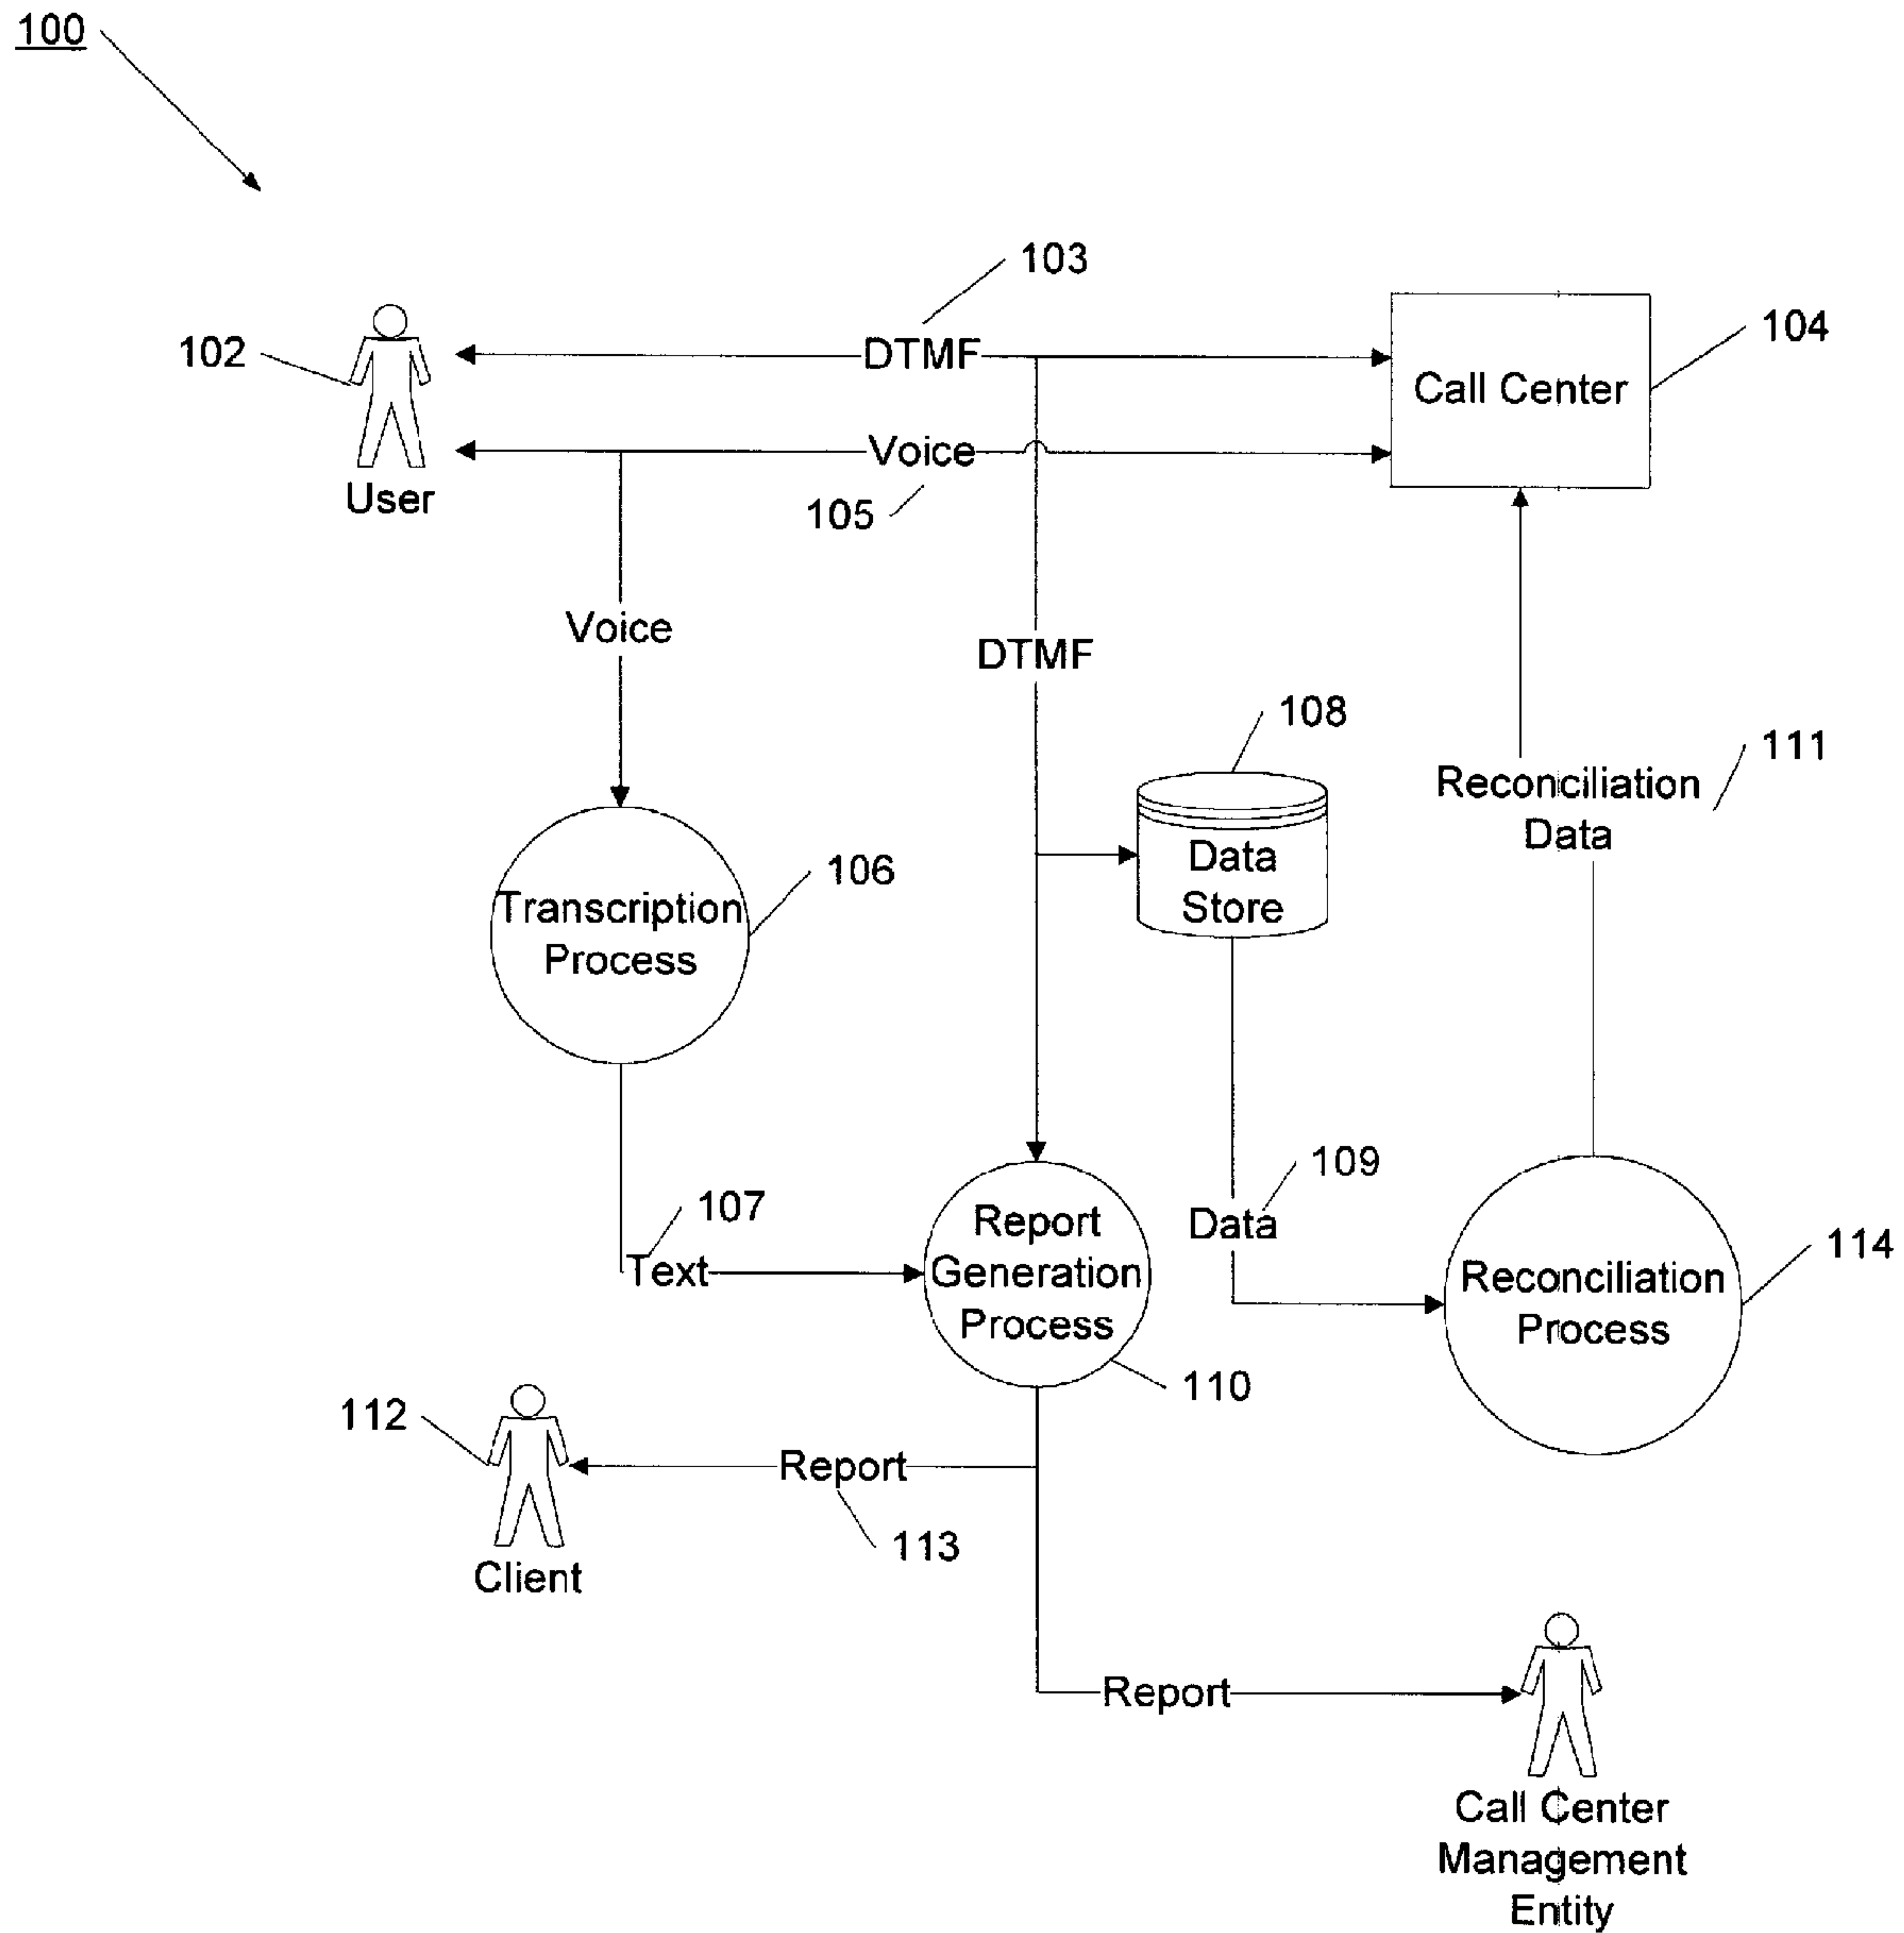 100
103
DTMF
104
Call Center
102
Voice
105
User
Voice
DTMF
108
111
Reconciliation
Data
Data
Store
106
Transcription
Process
109
107
Data
Text
Report
Generation
Process
114
Reconciliation
Process
110
112
Report
113
Client
Report
Call Center
Management
Entity